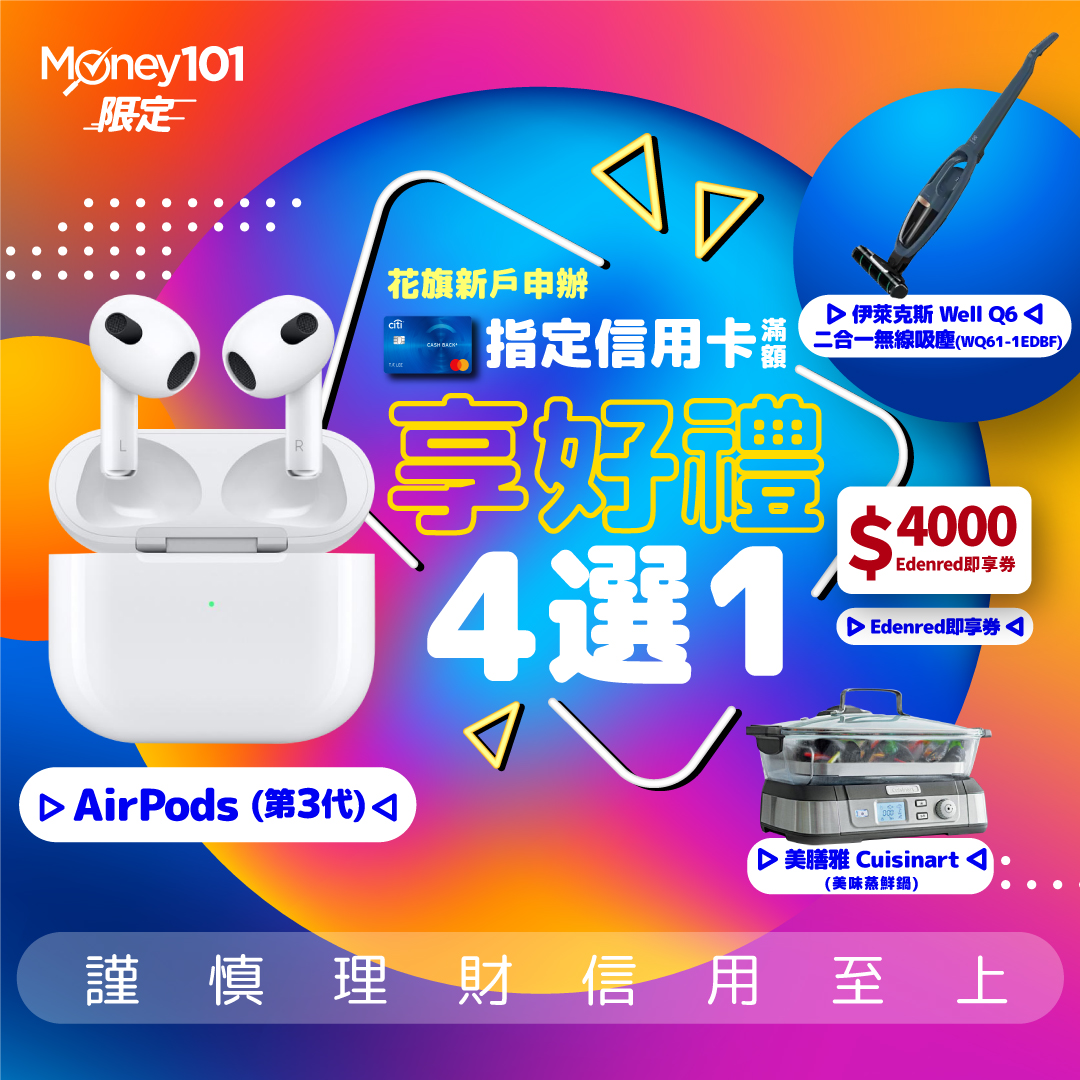 Money101
限定
花旗新戶申辦
citi
CASH BACK+
指定信用卡滿額
享好禮
4選1
L
R
AirPods (第3代)
伊萊克斯 Well Q6
二合一無線吸塵(WQ61-1EDBF)
$4000
Edenred即享券
Edenred即享券
美膳雅 Cuisinart
(美味蒸鮮鍋)
謹慎理財信用至上